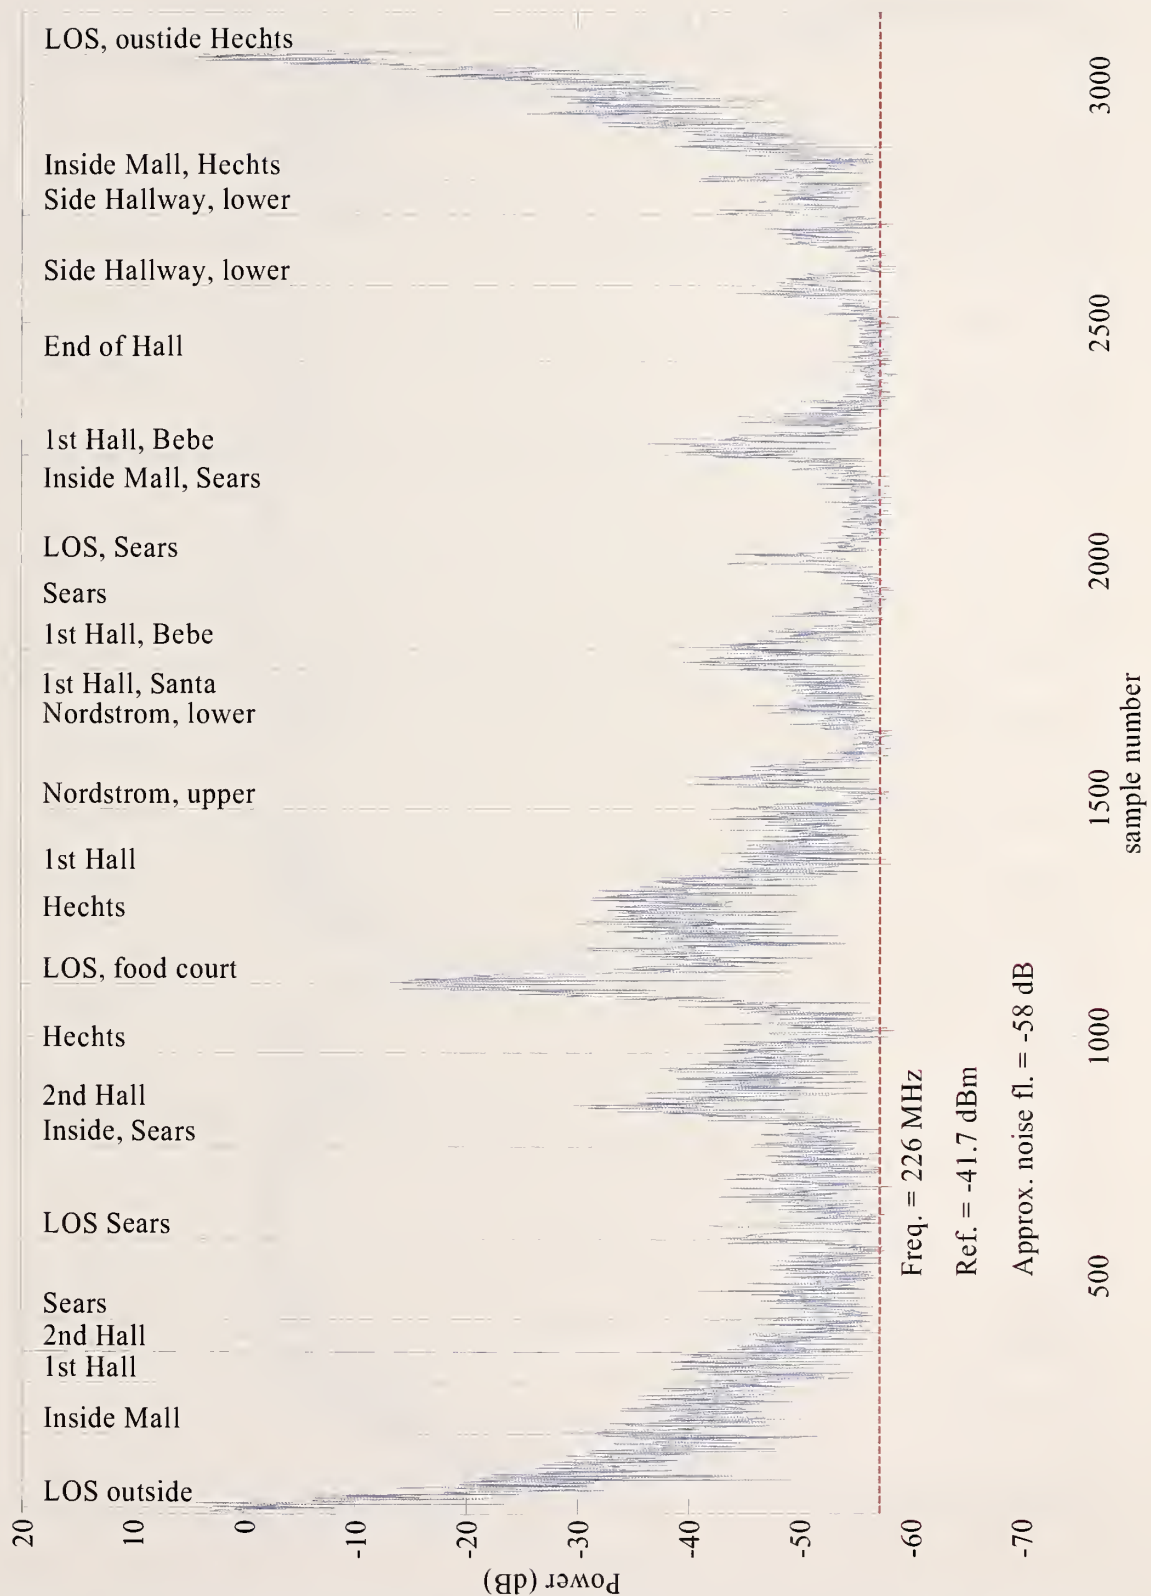 LOS, oustide Hechts
Inside Mall, Hechts
Side Hallway, lower
Side Hallway, lower
End of Hall
1st Hall, Bebe
Inside Mall, Sears
LOS, Sears
Sears
1st Hall, Bebe
1st Hall, Santa
Nordstrom, lower
Nordstrom, upper
1st Hall
Hechts
LOS, food court
Hechts
2nd Hall
Inside, Sears
LOS Sears
Sears
2nd Hall
1st Hall
Inside Mall
LOS outside
20
10
0
-10
-20
-30
-40
-50
-60
-70
Power (dB)
Freq. = 226 MHz
Ref. = -41.7 dBm
Approx. noise fl. = -58 dB
500
1000
1500
2000
2500
3000
sample number